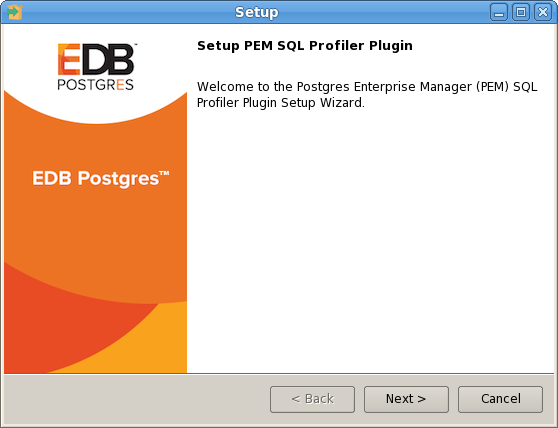 Setup
EDB™
POSTGRES
EDB Postgres™
Setup PEM SQL Profiler Plugin
Welcome to the Postgres Enterprise Manager (PEM) SQL
Profiler Plugin Setup Wizard.
< Back
Next >
Cancel